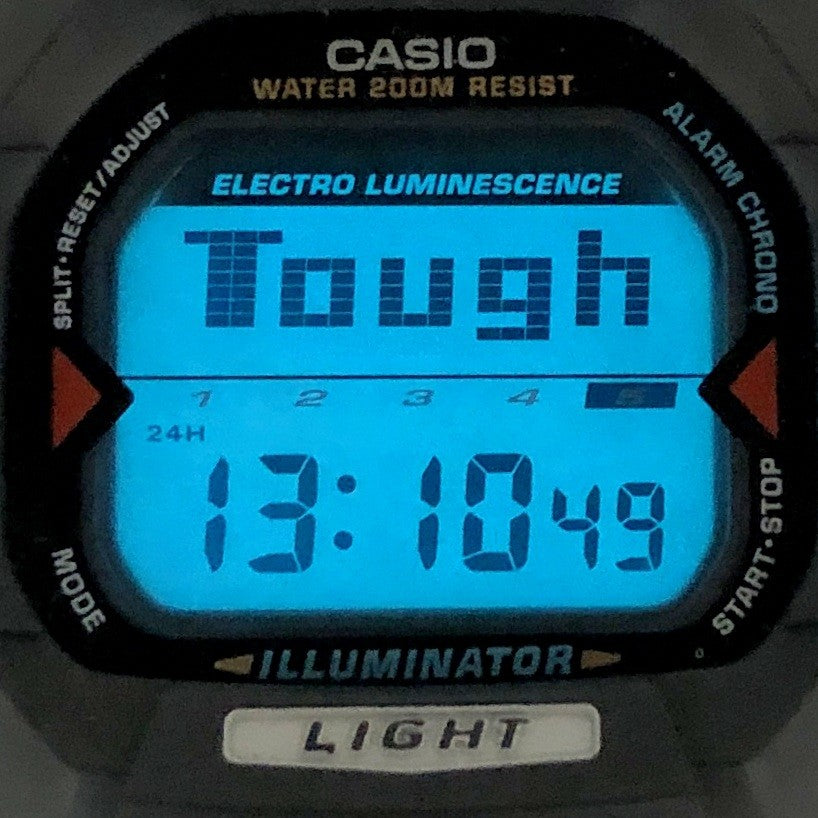 CASIO
WATER 200M RESIST
SPLIT·RESET/ADJUST
ALARM CHRONO
ELECTRO LUMINESCENCE
Tough
1 2 3 4 5
24H
13:10 49
MODE
START·STOP
ILLUMINATOR
LIGHT